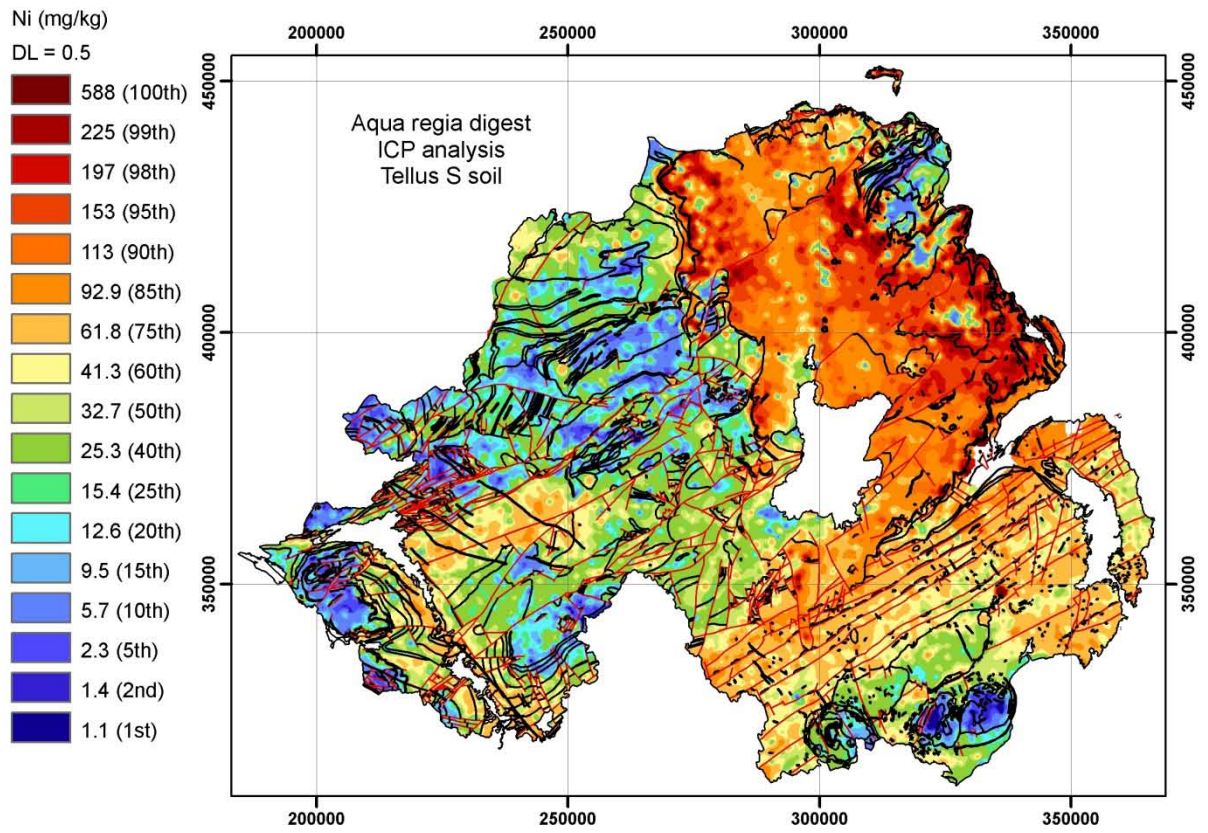 Ni (mg/kg)
DL = 0.5
588 (100th)
225 (99th)
197 (98th)
153 (95th)
113 (90th)
92.9 (85th)
61.8 (75th)
41.3 (60th)
32.7 (50th)
25.3 (40th)
15.4 (25th)
12.6 (20th)
9.5 (15th)
5.7 (10th)
2.3 (5th)
1.4 (2nd)
1.1 (1st)
200000 250000 300000 350000
450000 450000
Aqua regia digest
ICP analysis
Tellus S soil
400000 400000
350000 350000
200000 250000 300000 350000